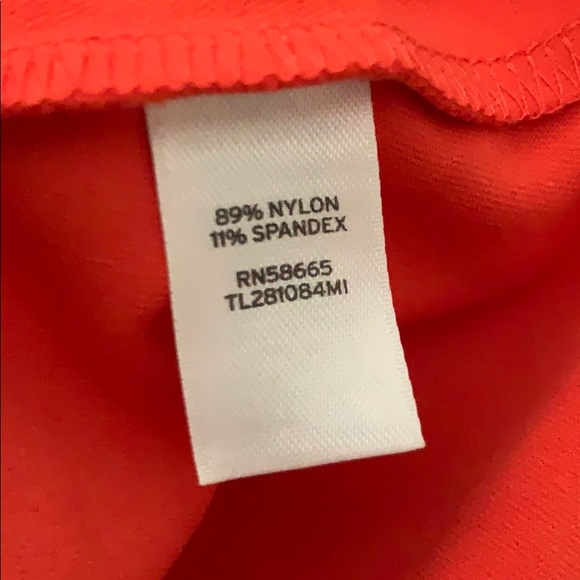 89% NYLON
11% SPANDEX
RN58665
TL281084MI